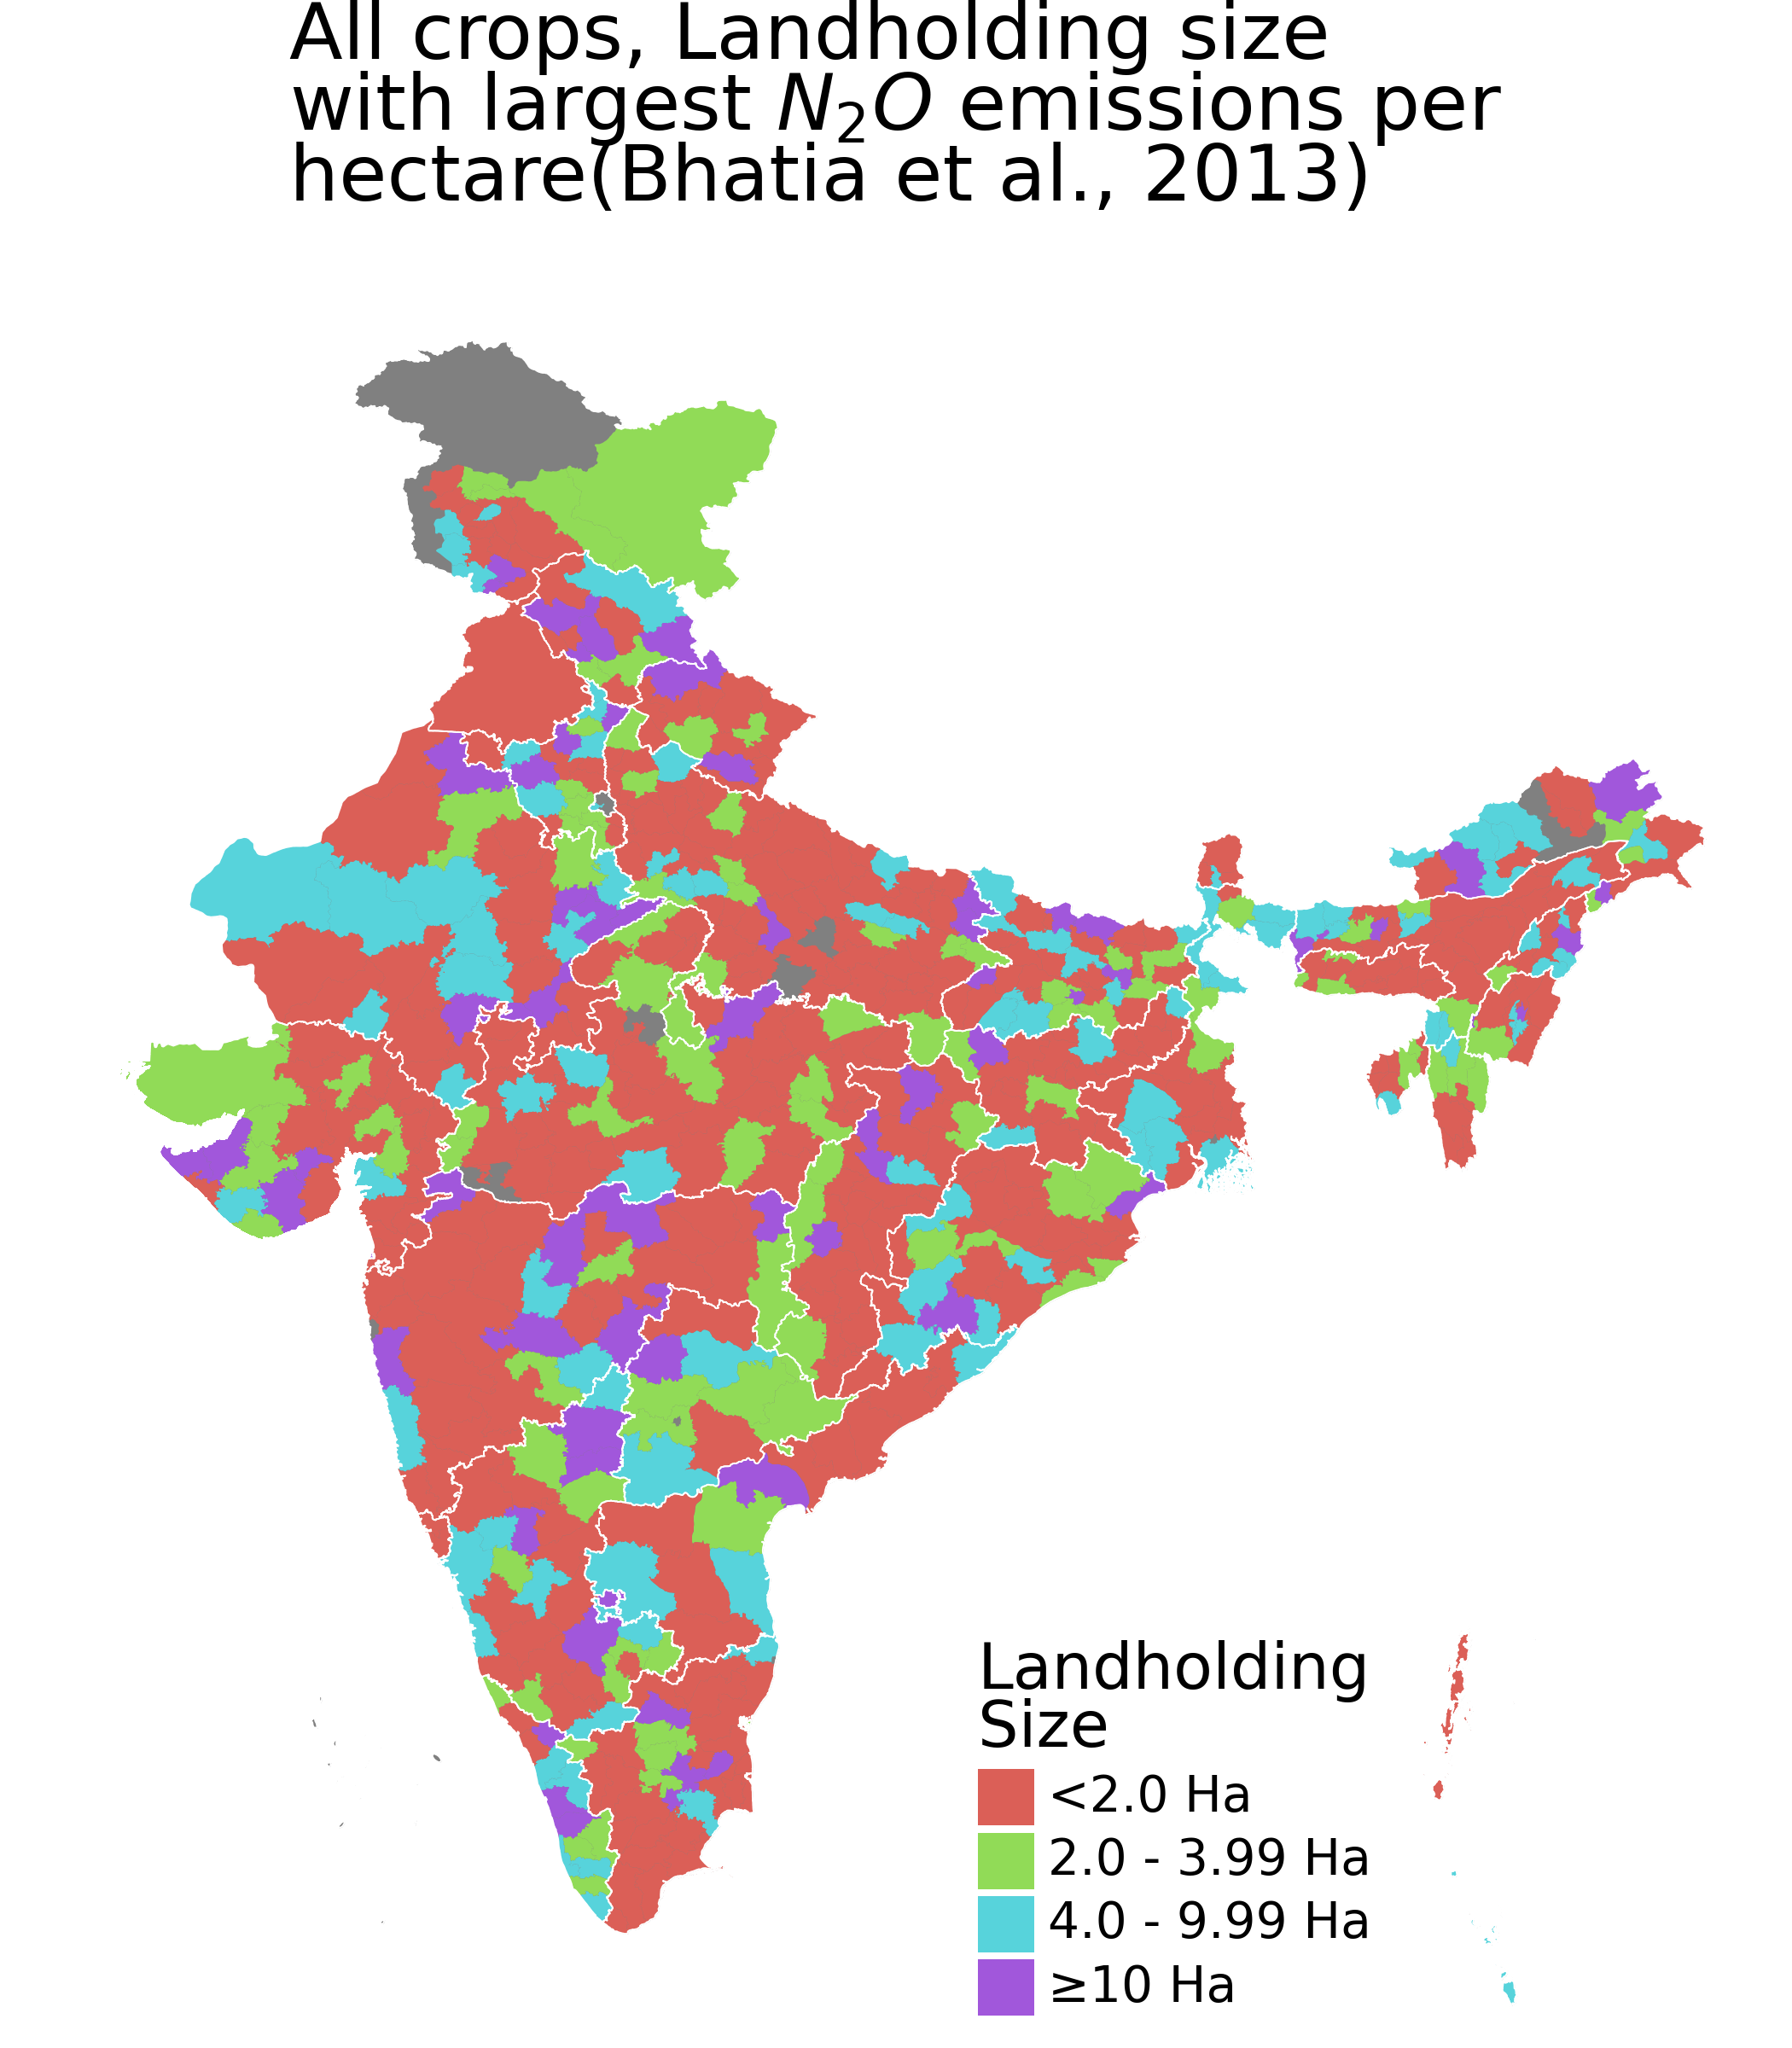 All crops, Landholding size
with largest N₂O emissions per
hectare(Bhatia et al., 2013)
Landholding
Size
<2.0 Ha
2.0 - 3.99 Ha
4.0 - 9.99 Ha
≥10 Ha